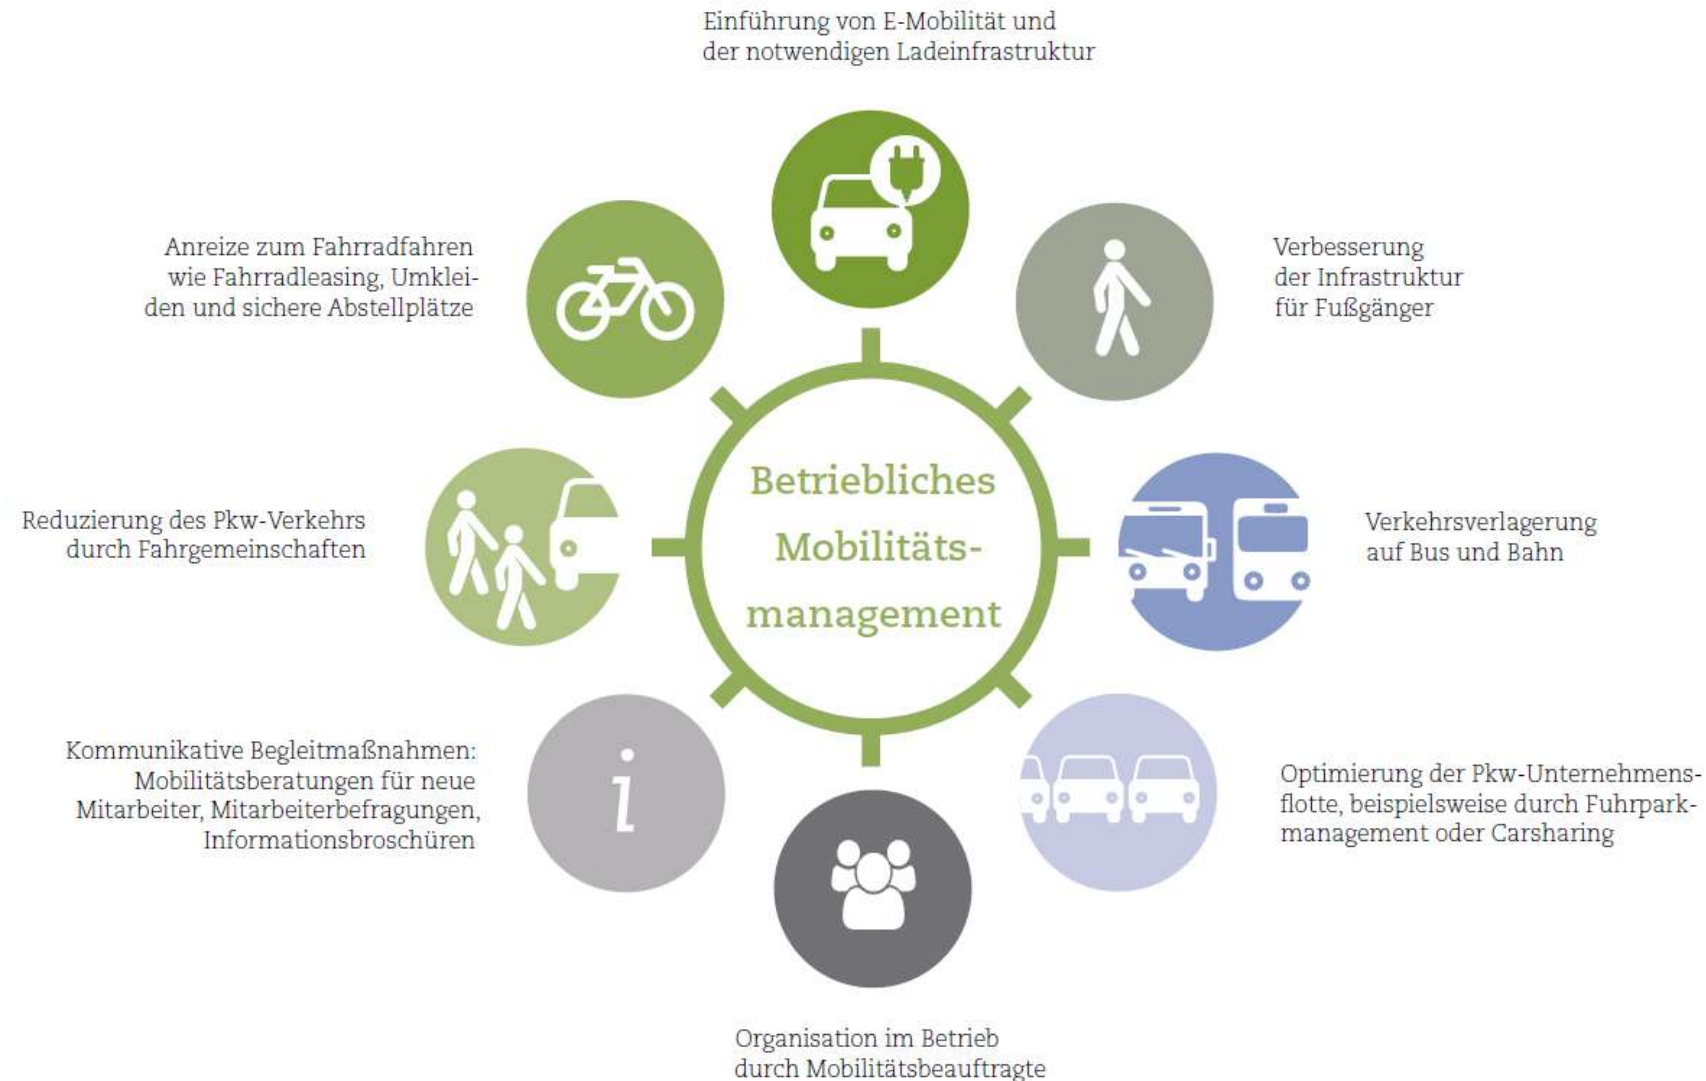 Einführung von E-Mobilität und
der notwendigen Ladeinfrastruktur
Anreize zum Fahrradfahren
wie Fahrradleasing, Umklei-
den und sichere Abstellplätze
Verbesserung
der Infrastruktur
für Fußgänger
Betriebliches
Mobilitäts-
management
Reduzierung des Pkw-Verkehrs
durch Fahrgemeinschaften
Verkehrsverlagerung
auf Bus und Bahn
Kommunikative Begleitmaßnahmen:
Mobilitätsberatungen für neue
Mitarbeiter, Mitarbeiterbefragungen,
Informationsbroschüren
i
Optimierung der Pkw-Unternehmens-
flotte, beispielsweise durch Fuhrpark-
management oder Carsharing
Organisation im Betrieb
durch Mobilitätsbeauftragte